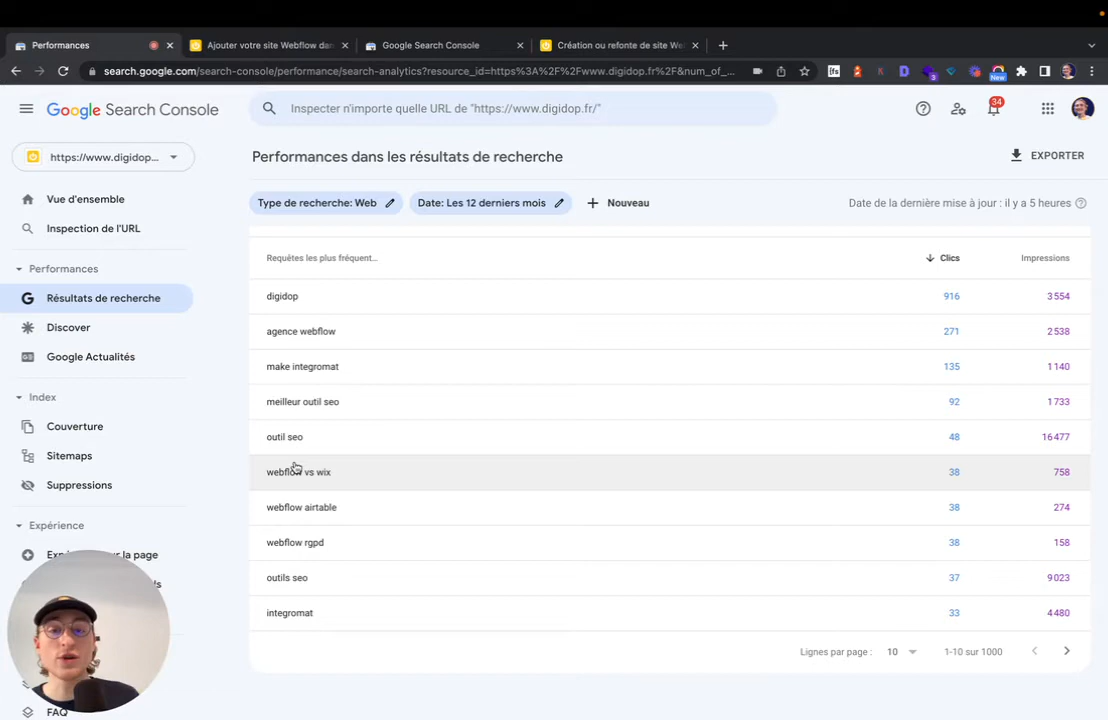 Performances
Ajouter votre site Webflow dan
Google Search Console
Création ou refonte de site We
search.google.com/search-console/performance/search-analytics?resource_id=https%3A%2F%2Fwww.digidop.fr%2F&num_of_...
3
New
Google Search Console
Inspecter n'importe quelle URL de "https://www.digidop.fr/"
34
https://www.digidop...
Performances dans les résultats de recherche
EXPORTER
Vue d'ensemble
Inspection de l'URL
Performances
Résultats de recherche
Discover
Google Actualités
Index
Couverture
Sitemaps
Suppressions
Expérience
FAQ
Type de recherche: Web
Date: Les 12 derniers mois
Nouveau
Date de la dernière mise à jour : il y a 5 heures
Requêtes les plus fréquent... Clics Impressions
digidop 916 3 554
agence webflow 271 2 538
make integromat 135 1 140
meilleur outil seo 92 1 733
outil seo 48 16 477
webflow vs wix 38 758
webflow airtable 38 274
webflow rgpd 38 158
outils seo 37 9 023
integromat 33 4 480
Lignes par page : 10 1-10 sur 1000